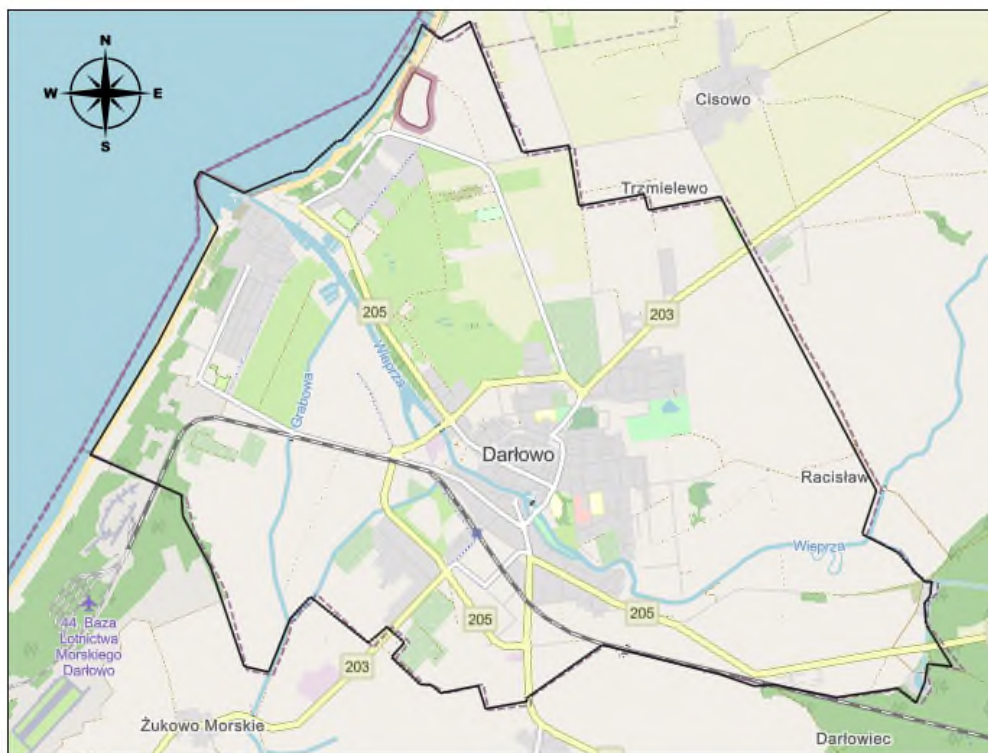 N
W
E
S
Cisowo
Trzmielewo
203
205
Wieprza
Grabowa
Darłowo
Racisław
Wieprza
205
205
203
44 Baza
Lotnictwa
Morskiego
Darłowo
Żukowo Morskie
Darłowiec